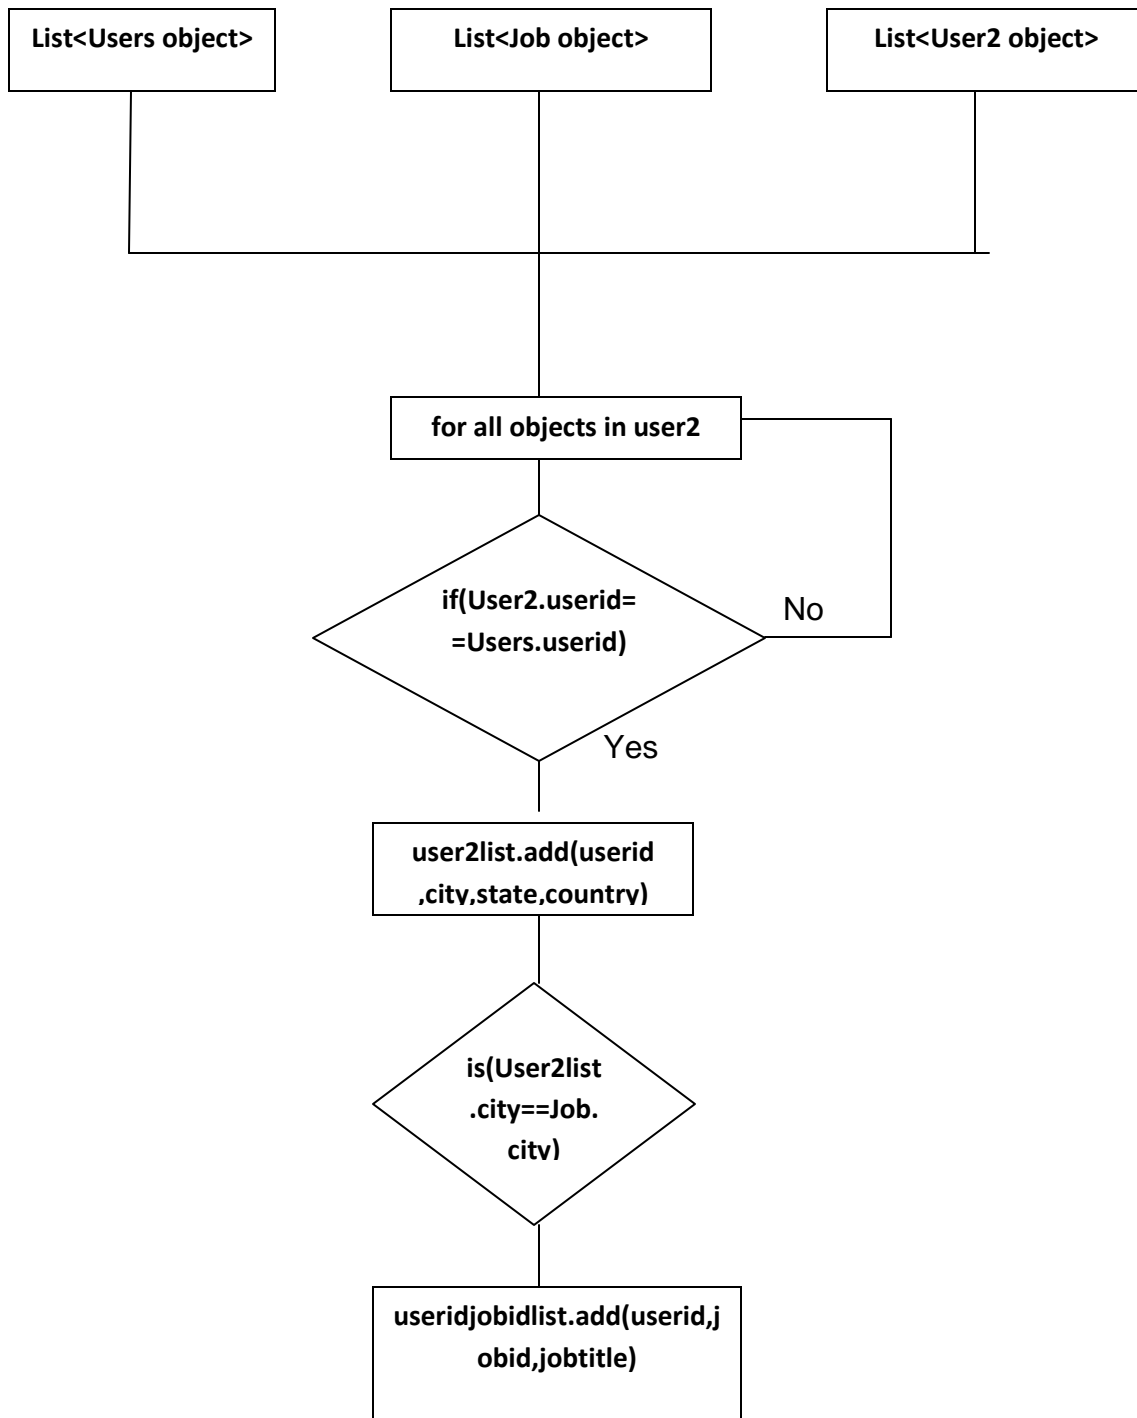 List<Users object>
List<Job object>
List<User2 object>
for all objects in user2
if(User2.userid=
=Users.userid)
No
Yes
user2list.add(userid
,city,state,country)
is(User2list
.city==Job.
city)
useridjobidlist.add(userid,j
obid,jobtitle)